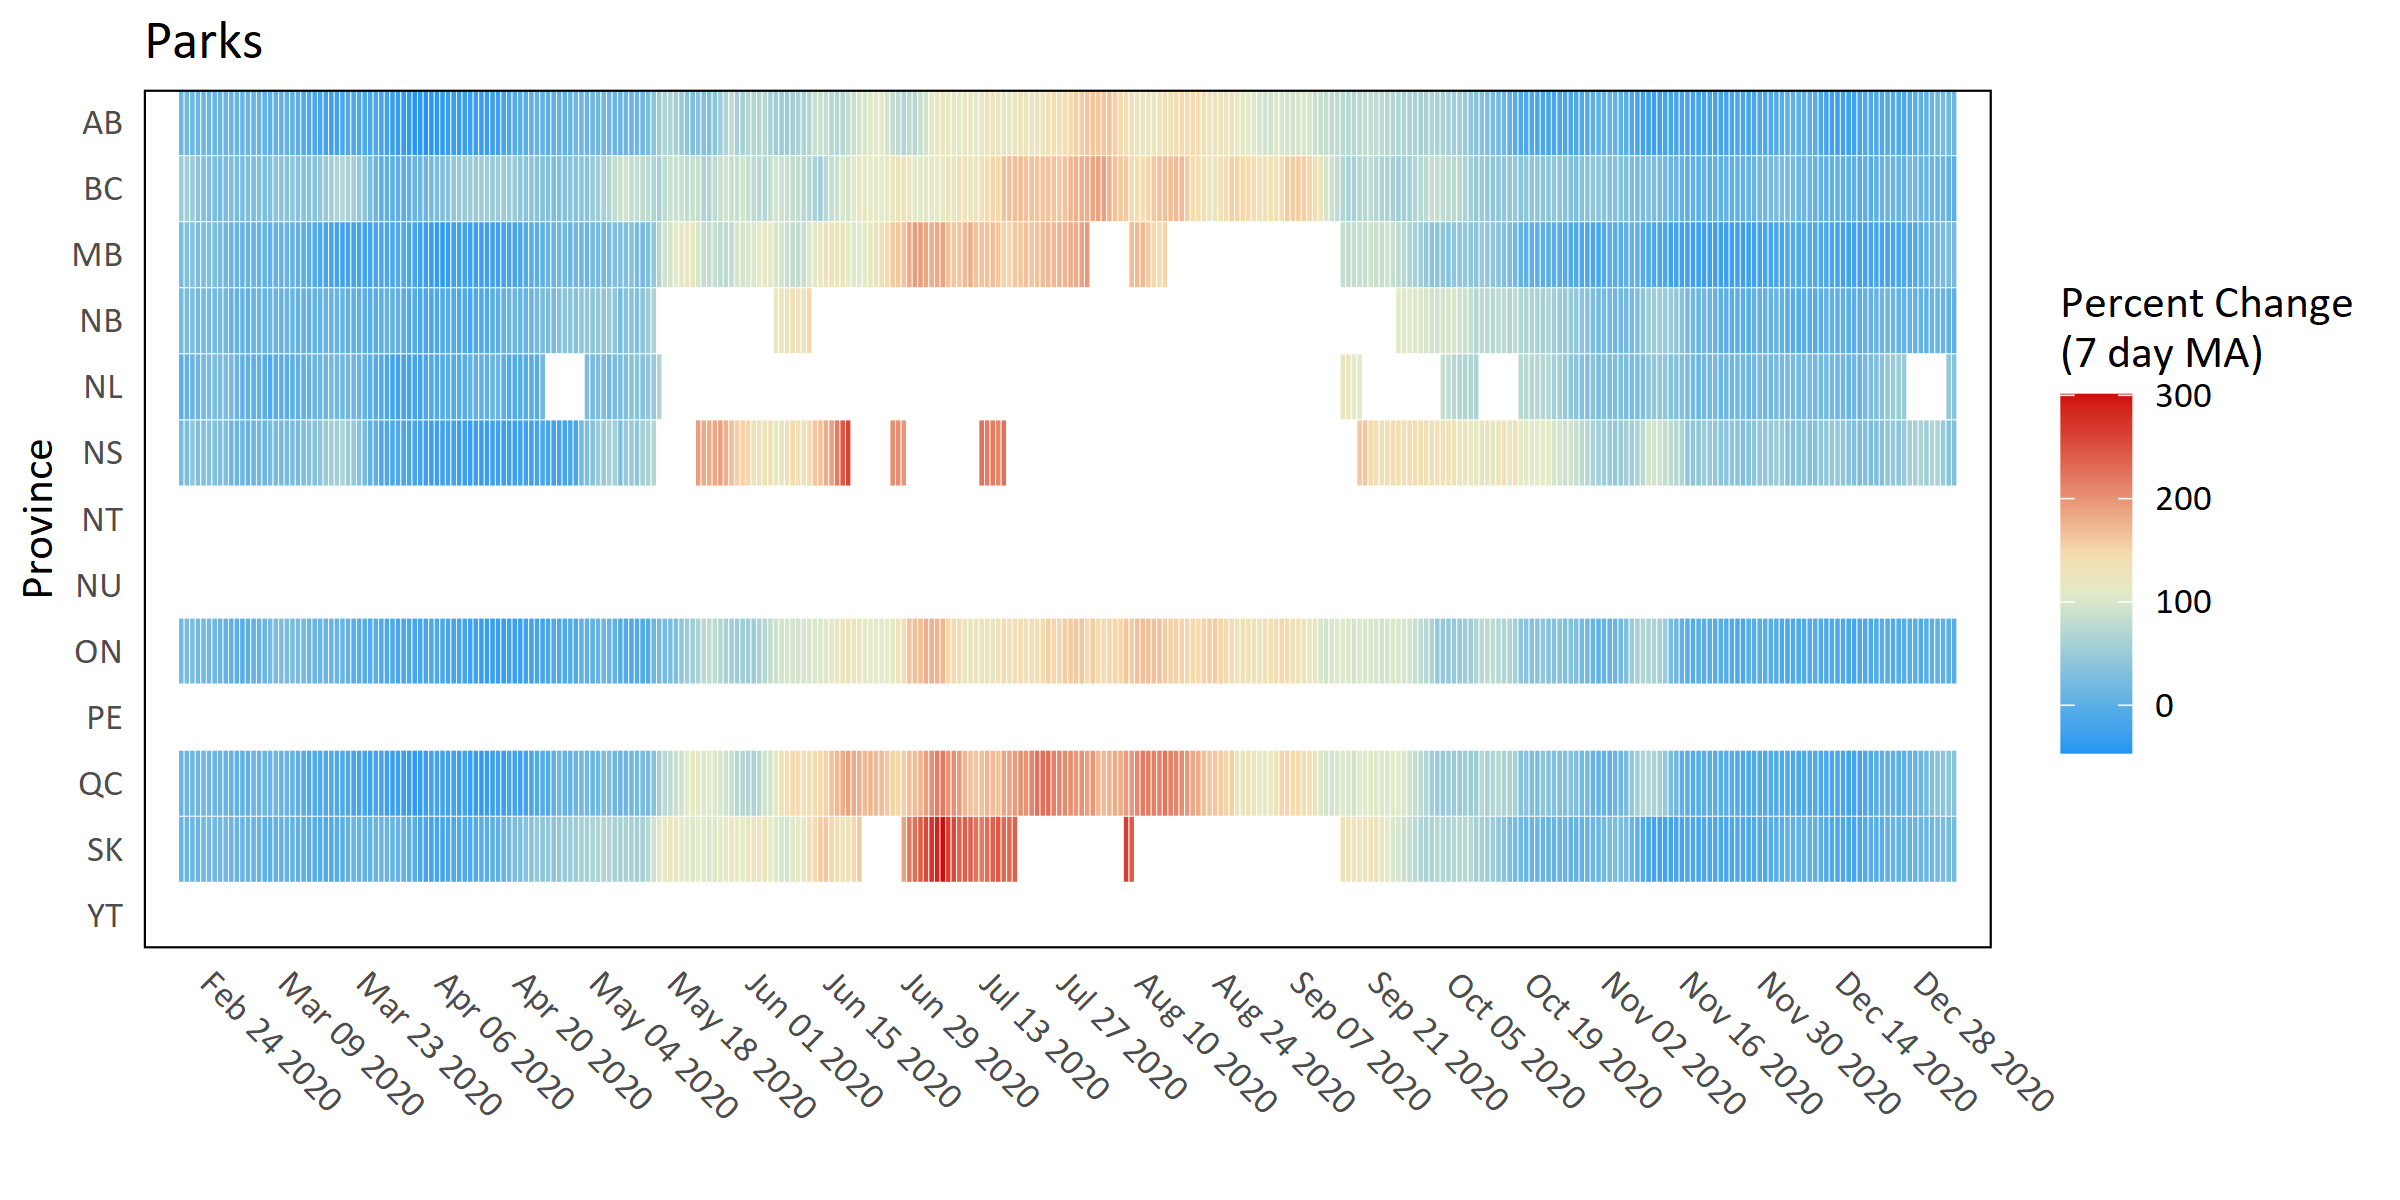 Parks
Province
AB
BC
MB
NB
NL
NS
NT
NU
ON
PE
QC
SK
YT
Feb 24 2020
Mar 09 2020
Mar 23 2020
Apr 06 2020
Apr 20 2020
May 04 2020
May 18 2020
Jun 01 2020
Jun 15 2020
Jun 29 2020
Jul 13 2020
Jul 27 2020
Aug 10 2020
Aug 24 2020
Sep 07 2020
Sep 21 2020
Oct 05 2020
Oct 19 2020
Nov 02 2020
Nov 16 2020
Nov 30 2020
Dec 14 2020
Dec 28 2020
Percent Change
(7 day MA)
300
200
100
0